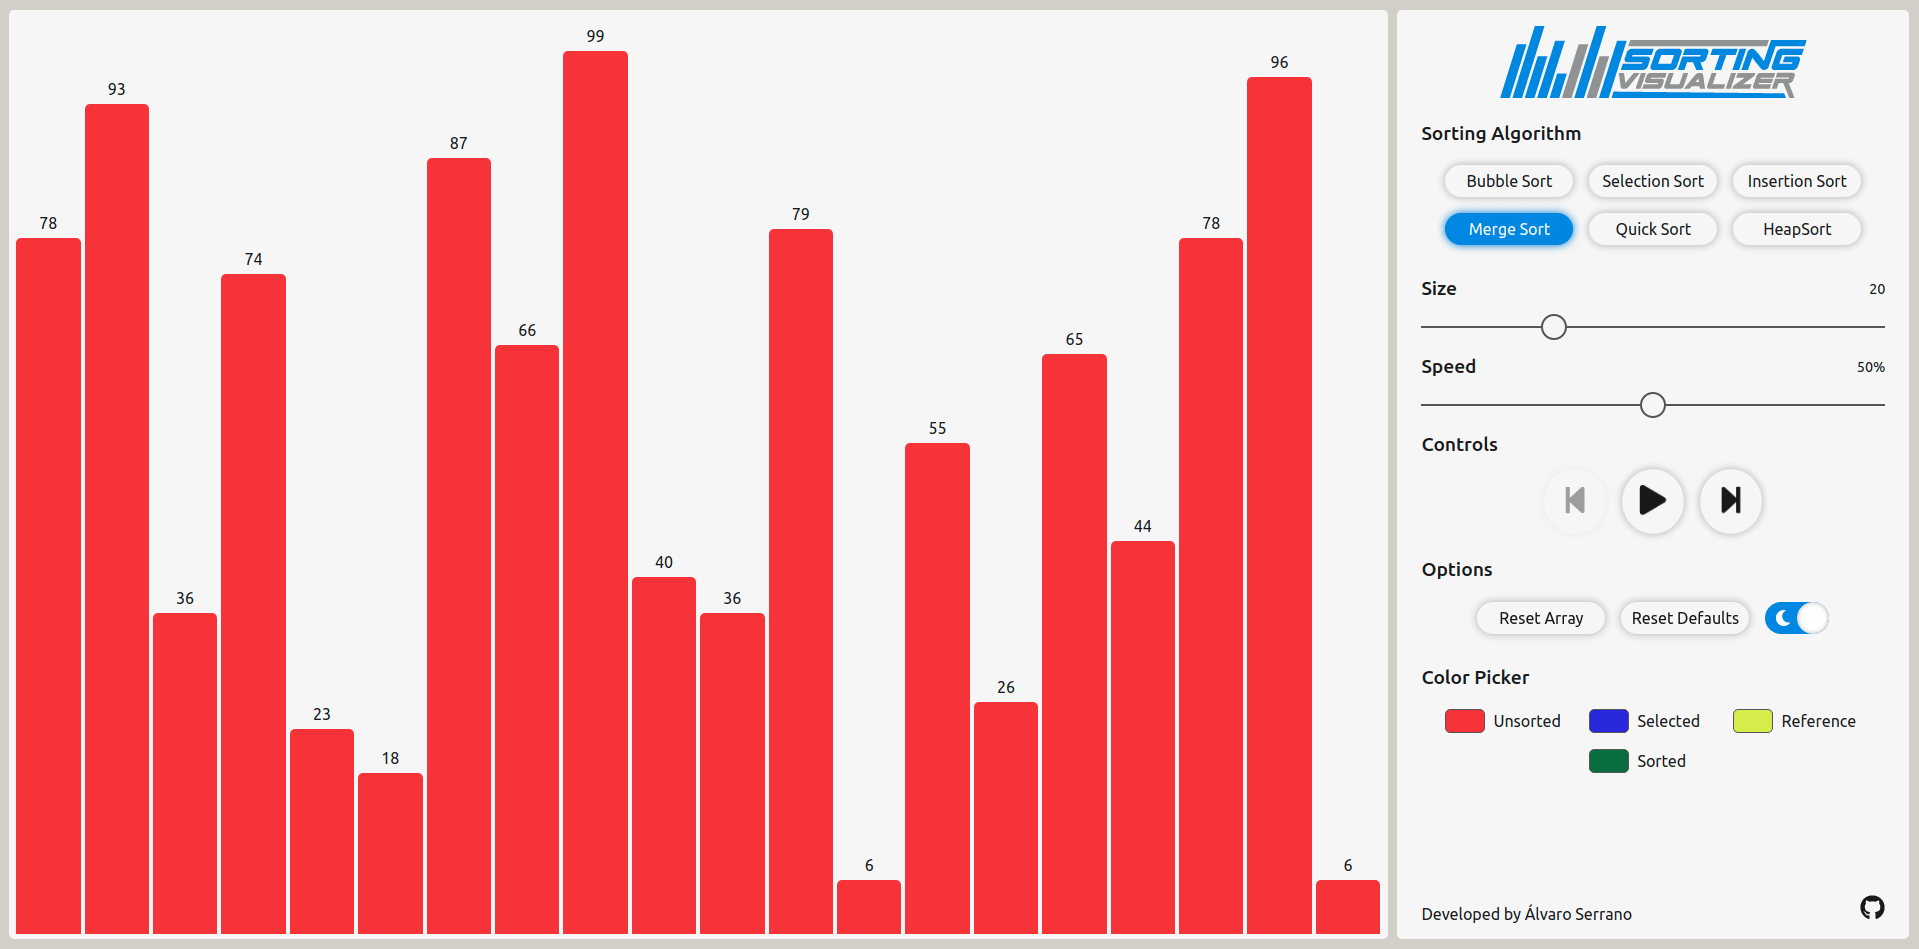 78
93
36
74
23
18
87
66
99
40
36
79
6
55
26
65
44
78
96
6
SORTING
VISUALIZER
Sorting Algorithm
Bubble Sort Selection Sort Insertion Sort
Merge Sort Quick Sort HeapSort
Size 20
Speed 50%
Controls
Options
Reset Array Reset Defaults
Color Picker
Unsorted Selected Reference
Sorted
Developed by Álvaro Serrano